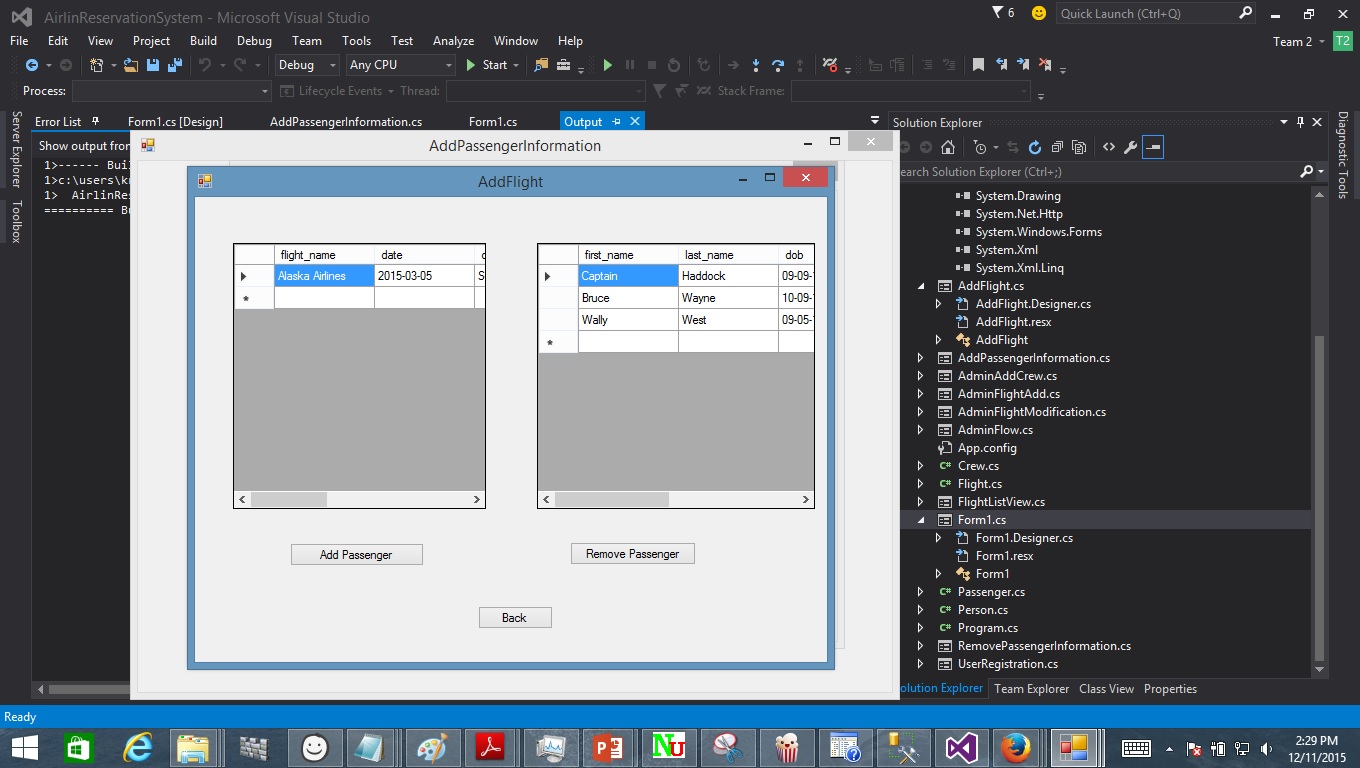 AirlinReservationSystem - Microsoft Visual Studio
6
Quick Launch (Ctrl+Q)
File Edit View Project Build Debug Team Tools Test Analyze Window Help
Team 2
T2
Debug Any CPU Start
Process: Lifecycle Events Thread: Stack Frame:
Server Explorer
Toolbox
Error List Form1.cs [Design] AddPassengerInformation.cs Form1.cs Output
Show output from
1>------ Buil
1>c:\users\kr
1> AirlinRes
========== Bu
AddPassengerInformation
AddFlight
flight_name date
Alaska Airlines 2015-03-05 S
*
first_name last_name dob
Captain Haddock 09-09-
Bruce Wayne 10-09-
Wally West 09-05-
*
Add Passenger
Remove Passenger
Back
Solution Explorer
earch Solution Explorer (Ctrl+;)
System.Drawing
System.Net.Http
System.Windows.Forms
System.Xml
System.Xml.Linq
AddFlight.cs
AddFlight.Designer.cs
AddFlight.resx
AddFlight
AddPassengerInformation.cs
AdminAddCrew.cs
AdminFlightAdd.cs
AdminFlightModification.cs
AdminFlow.cs
App.config
C# Crew.cs
C# Flight.cs
FlightListView.cs
Form1.cs
Form1.Designer.cs
Form1.resx
Form1
C# Passenger.cs
C# Person.cs
C# Program.cs
RemovePassengerInformation.cs
UserRegistration.cs
olution Explorer Team Explorer Class View Properties
Diagnostic Tools
Ready
Nu
2:29 PM
12/11/2015